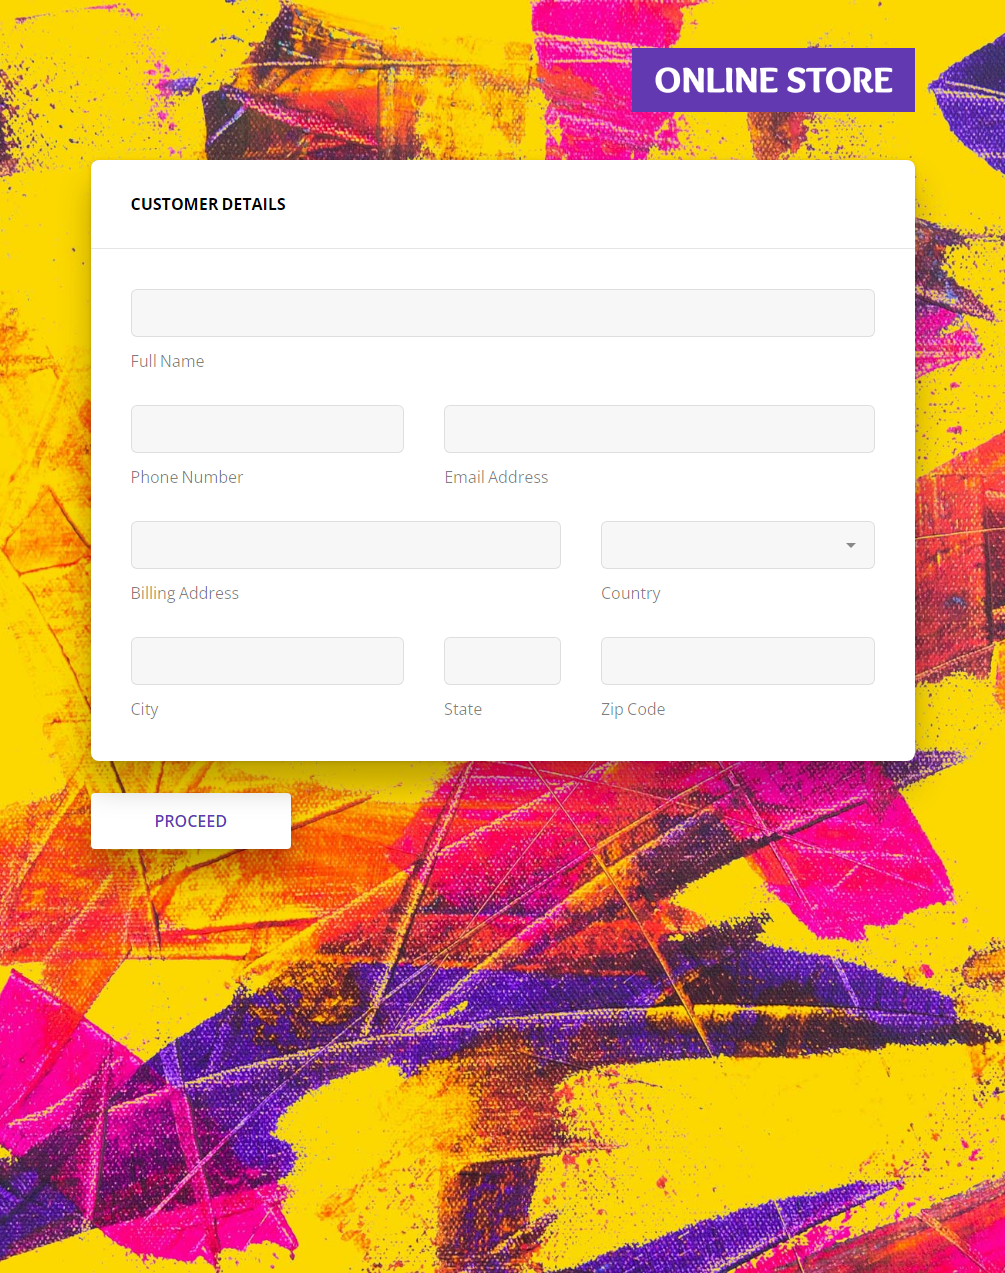 ONLINE STORE
CUSTOMER DETAILS
Full Name
Phone Number Email Address
Billing Address Country
City State Zip Code
PROCEED